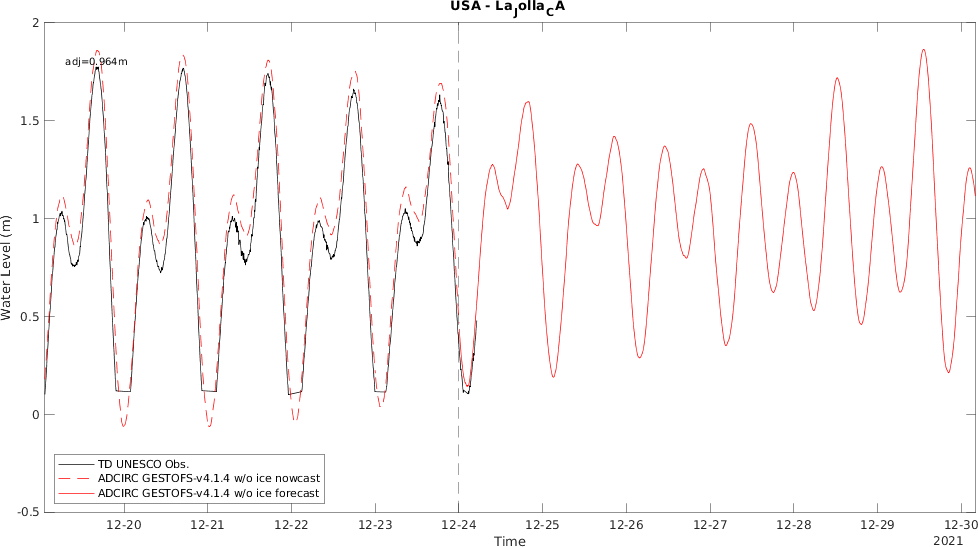 USA - LaJollaCA
2
adj=0.964m
1.5
1
0.5
0
-0.5
Water Level (m)
TD UNESCO Obs.
ADCIRC GESTOFS-v4.1.4 w/o ice nowcast
ADCIRC GESTOFS-v4.1.4 w/o ice forecast
12-20 12-21 12-22 12-23 12-24 12-25 12-26 12-27 12-28 12-29 12-30
Time
2021